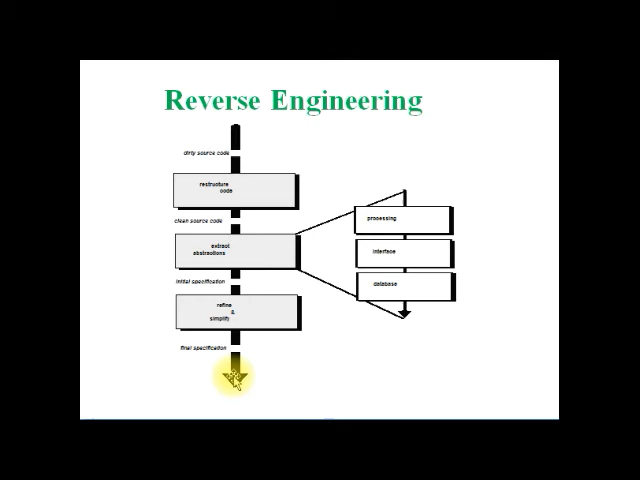 Reverse Engineering
dirty source code
restructure
code
clean source code
extract
abstractions
initial specification
refine
&
simplify
final specification
processing
interface
database